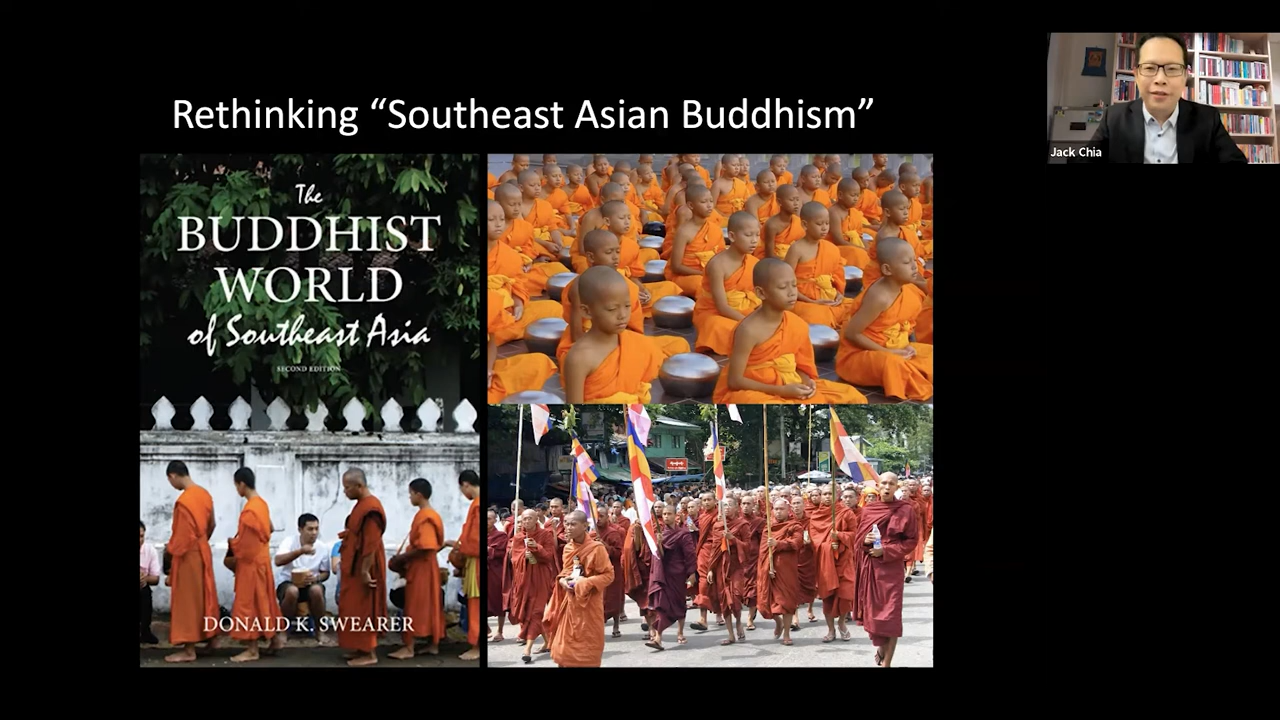 Rethinking “Southeast Asian Buddhism”
The
BUDDHIST
WORLD
of Southeast Asia
SECOND EDITION
DONALD K. SWEARER
Jack Chia